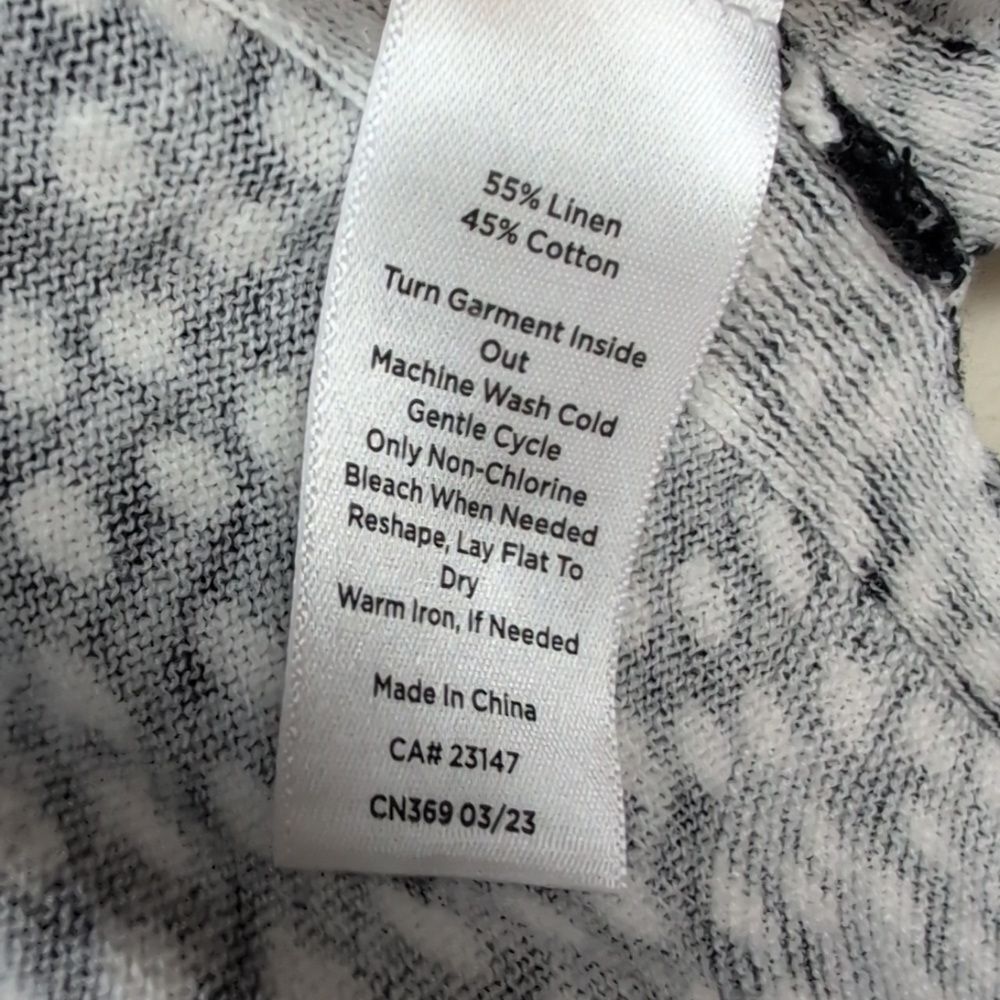 55% Linen
45% Cotton
Turn Garment Inside
Out
Machine Wash Cold
Gentle Cycle
Only Non-Chlorine
Bleach When Needed
Reshape, Lay Flat To
Dry
Warm Iron, If Needed
Made In China
CA# 23147
CN369 03/23